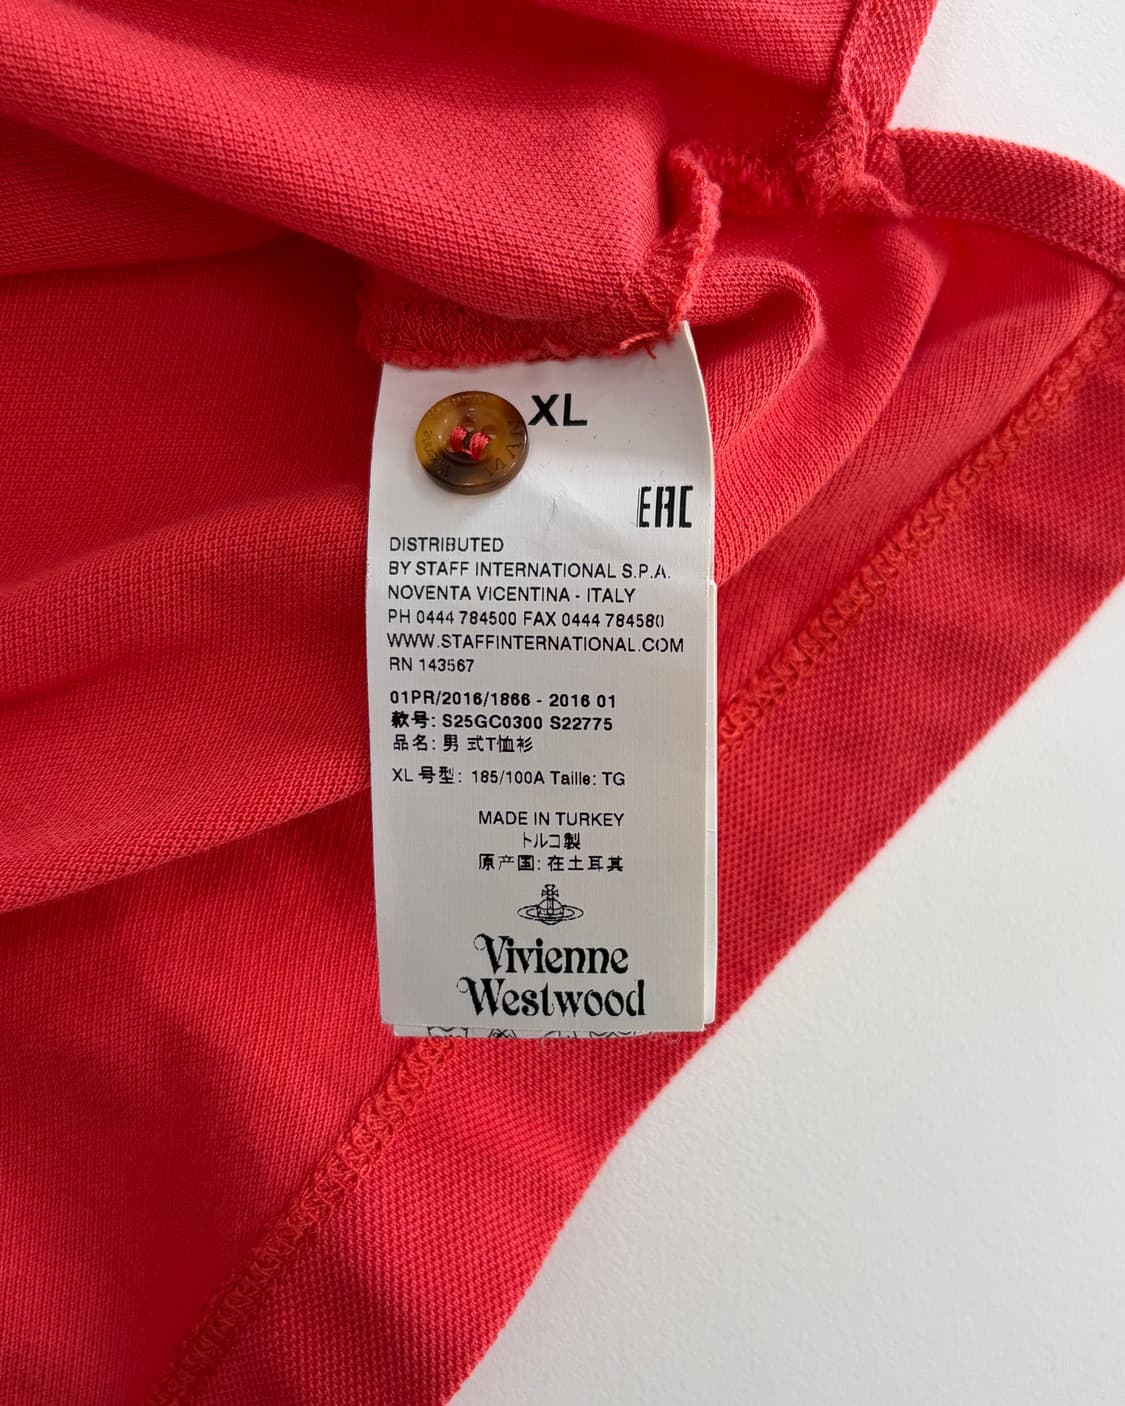 XL
MAN
EAC
DISTRIBUTED
BY STAFF INTERNATIONAL S.P.A.
NOVENTA VICENTINA - ITALY
PH 0444 784500 FAX 0444 784580
WWW.STAFFINTERNATIONAL.COM
RN 143567
01PR/2016/1866 - 2016 01
款号: S25GC0300 S22775
品名: 男 式T恤衫
XL 号型: 185/100A Taille: TG
MADE IN TURKEY
トルコ製
原产国: 在土耳其
Vivienne
Westwood